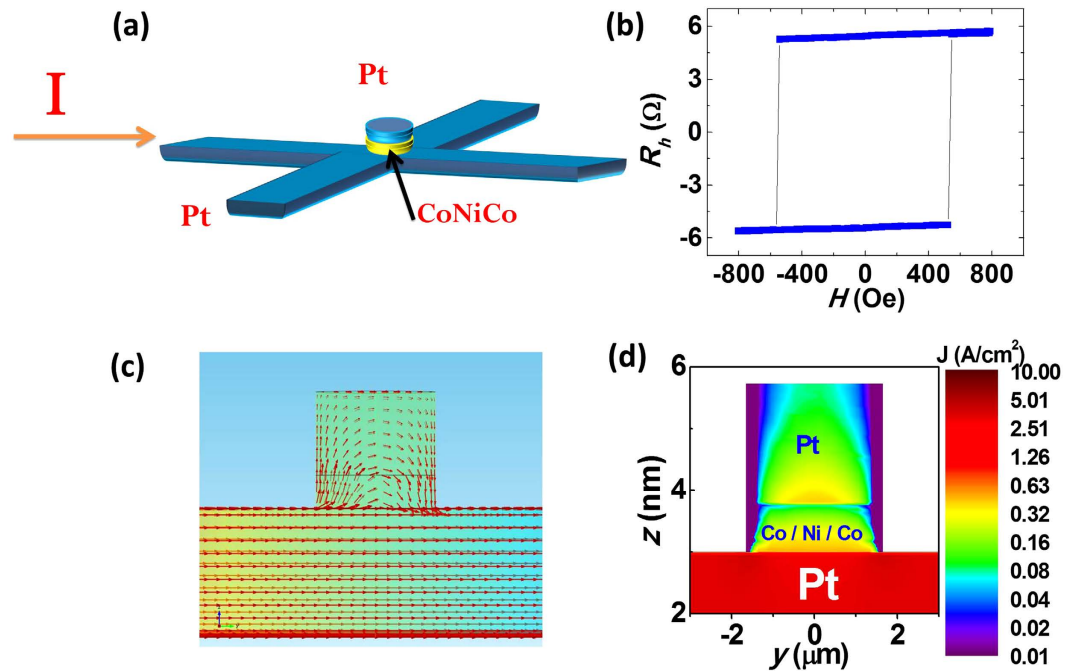 (a)
I
Pt
Pt
CoNiCo
(b)
R_h (Ω)
6
3
0
-3
-6
-800 -400 0 400 800
H (Oe)
(c)
(d)
z (nm)
6
4
2
Pt
Co / Ni / Co
Pt
-2 0 2
y (μm)
J (A/cm²)
10.00
5.01
2.51
1.26
0.63
0.32
0.16
0.08
0.04
0.02
0.01
0.01